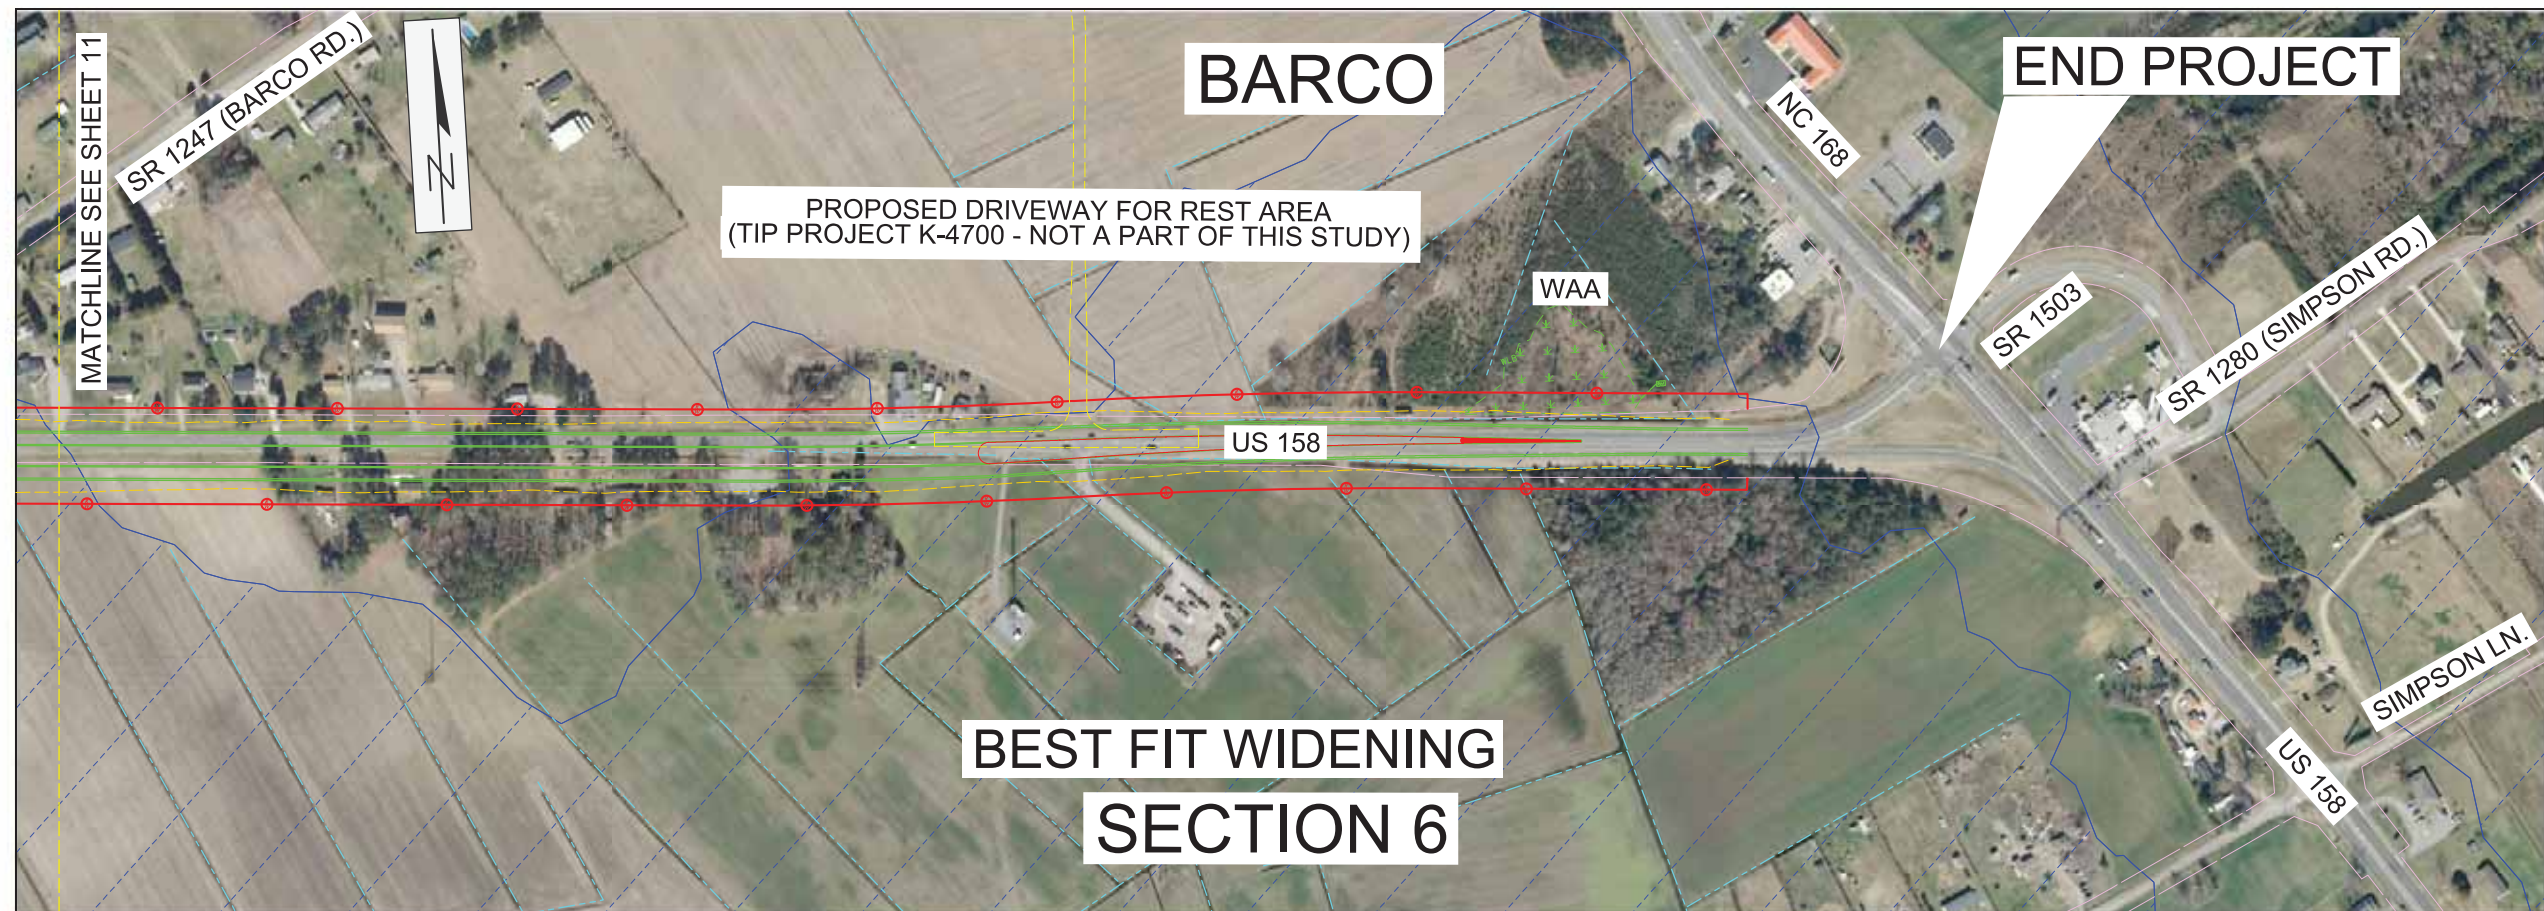 MATCHLINE SEE SHEET 11
SR 1247 (BARCO RD.)
N
BARCO
END PROJECT
NC 168
PROPOSED DRIVEWAY FOR REST AREA
(TIP PROJECT K-4700 - NOT A PART OF THIS STUDY)
WAA
SR 1503
SR 1280 (SIMPSON RD.)
US 158
SIMPSON LN.
US 158
BEST FIT WIDENING
SECTION 6